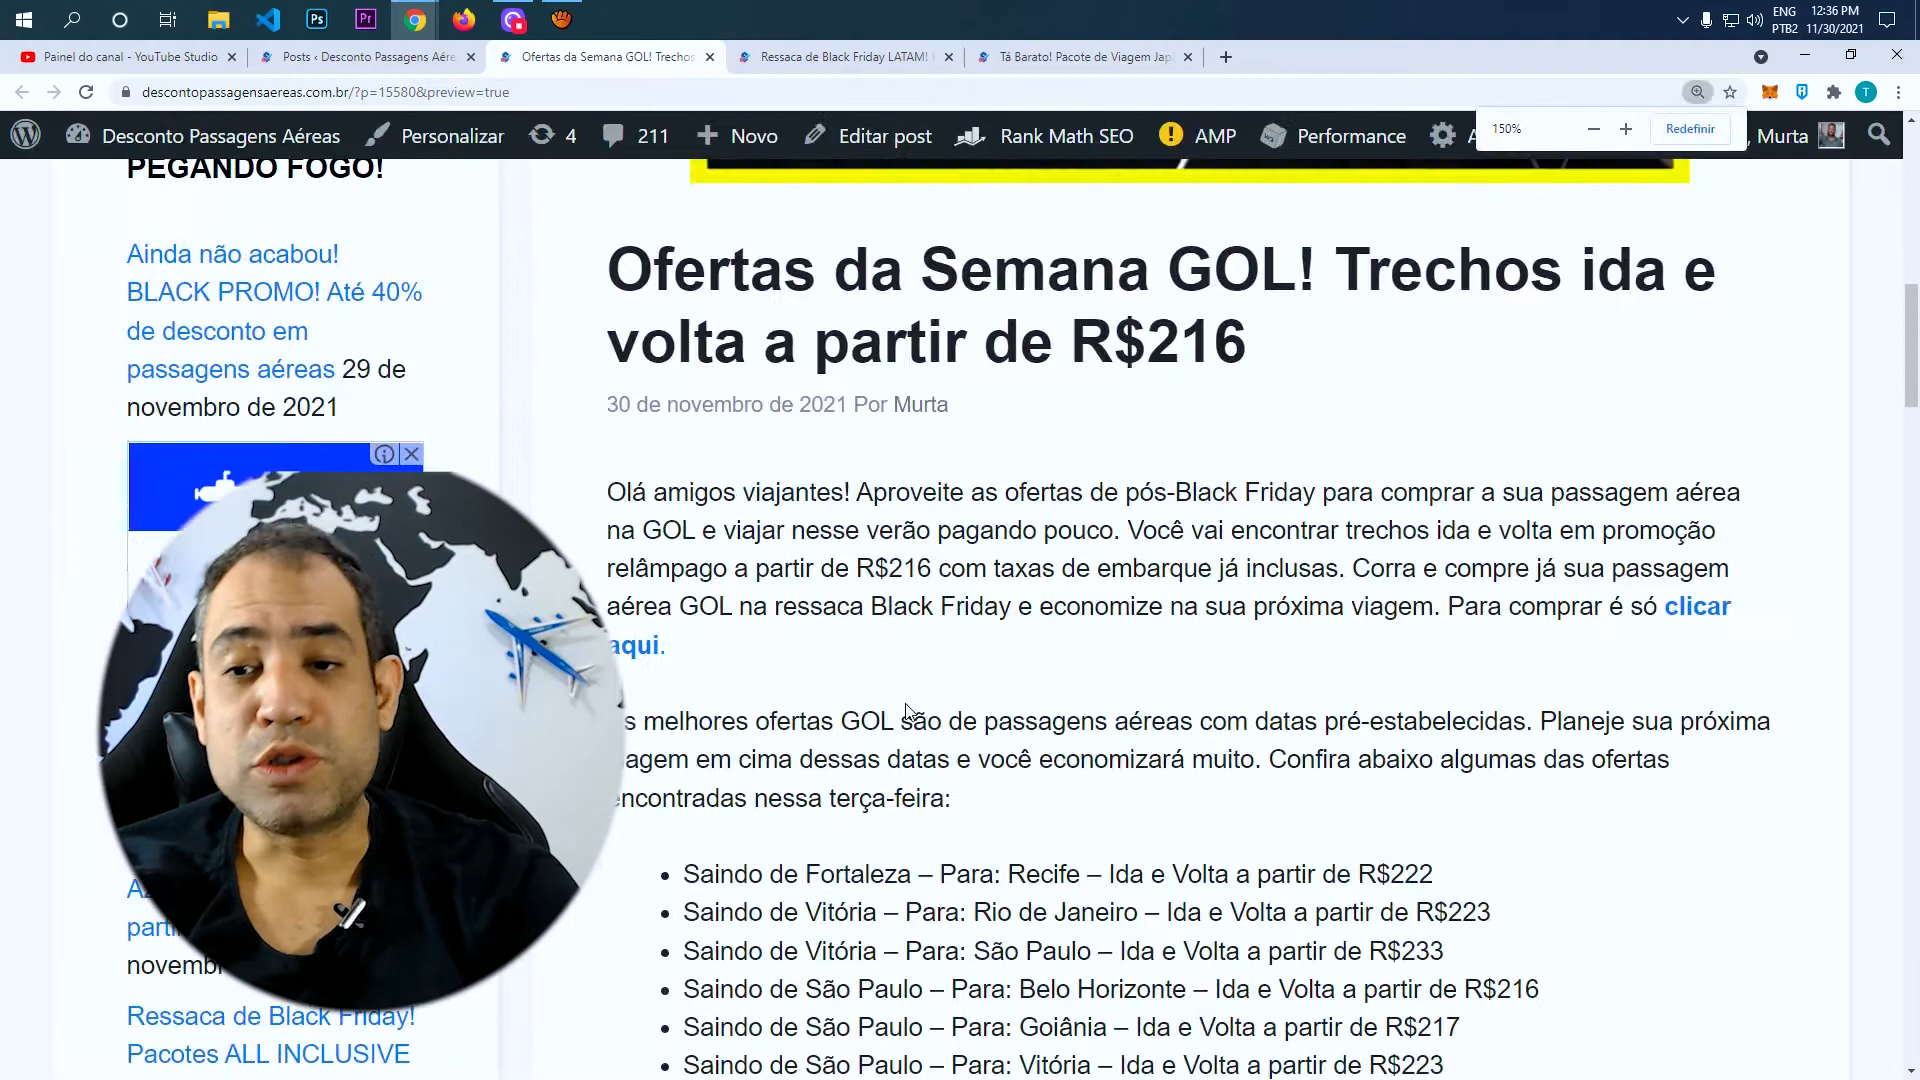 Ps
Pr
ENG
PTB2
12:36 PM
11/30/2021
Painel do canal - YouTube Studio
Posts ‹ Desconto Passagens Aére
Ofertas da Semana GOL! Trechos
Ressaca de Black Friday LATAM!
Tá Barato! Pacote de Viagem Jap
descontopassagensaereas.com.br/?p=15580&preview=true
T
Desconto Passagens Aéreas
Personalizar
4
211
Novo
Editar post
Rank Math SEO
AMP
Performance
Murta
150%
Redefinir
PEGANDO FOGO!
Ainda não acabou!
BLACK PROMO! Até 40%
de desconto em
passagens aéreas 29 de
novembro de 2021
partir
novemb
Ressaca de Black Friday!
Pacotes ALL INCLUSIVE
Ofertas da Semana GOL! Trechos ida e
volta a partir de R$216
30 de novembro de 2021 Por Murta
Olá amigos viajantes! Aproveite as ofertas de pós-Black Friday para comprar a sua passagem aérea
na GOL e viajar nesse verão pagando pouco. Você vai encontrar trechos ida e volta em promoção
relâmpago a partir de R$216 com taxas de embarque já inclusas. Corra e compre já sua passagem
aérea GOL na ressaca Black Friday e economize na sua próxima viagem. Para comprar é só clicar
aqui.
s melhores ofertas GOL são de passagens aéreas com datas pré-estabelecidas. Planeje sua próxima
agem em cima dessas datas e você economizará muito. Confira abaixo algumas das ofertas
encontradas nessa terça-feira:
• Saindo de Fortaleza – Para: Recife – Ida e Volta a partir de R$222
• Saindo de Vitória – Para: Rio de Janeiro – Ida e Volta a partir de R$223
• Saindo de Vitória – Para: São Paulo – Ida e Volta a partir de R$233
• Saindo de São Paulo – Para: Belo Horizonte – Ida e Volta a partir de R$216
• Saindo de São Paulo – Para: Goiânia – Ida e Volta a partir de R$217
• Saindo de São Paulo – Para: Vitória – Ida e Volta a partir de R$223